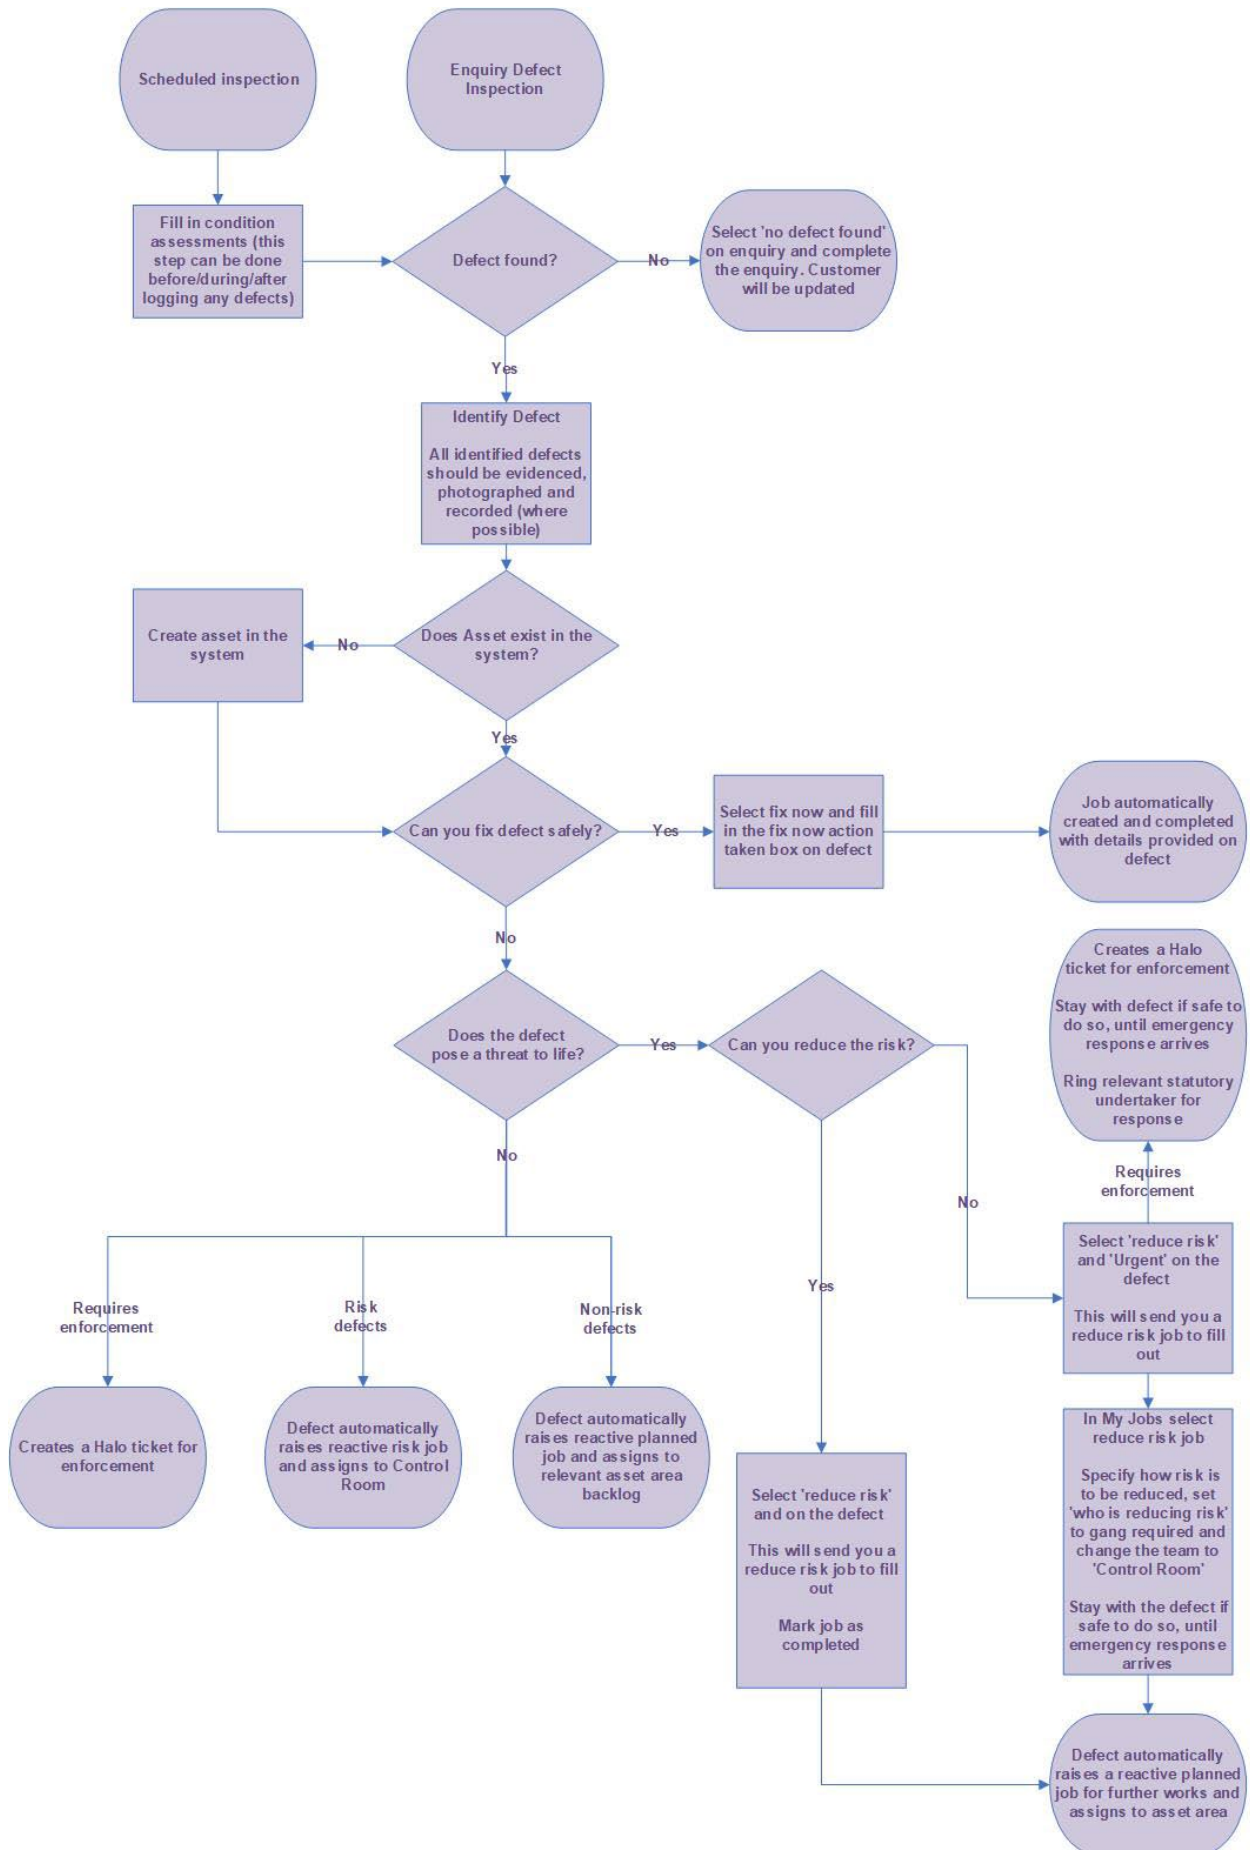 Scheduled inspection
Enquiry Defect
Inspection
Fill in condition
assessments (this
step can be done
before/during/after
logging any defects)
Defect found?
No
Select 'no defect found'
on enquiry and complete
the enquiry. Customer
will be updated
Yes
Identify Defect
All identified defects
should be evidenced,
photographed and
recorded (where
possible)
Create asset in the
system
No
Does Asset exist in the
system?
Yes
Can you fix defect safely?
Yes
Select fix now and fill
in the fix now action
taken box on defect
Job automatically
created and completed
with details provided on
defect
No
Does the defect
pose a threat to life?
Yes
Can you reduce the risk?
Creates a Halo
ticket for enforcement
Stay with defect if safe to
do so, until emergency
response arrives
Ring relevant statutory
undertaker for
response
Requires
enforcement
No
No
Select 'reduce risk'
and 'Urgent' on the
defect
This will send you a
reduce risk job to fill
out
Yes
Requires
enforcement
Risk
defects
Non-risk
defects
Creates a Halo ticket for
enforcement
Defect automatically
raises reactive risk job
and assigns to Control
Room
Defect automatically
raises reactive planned
job and assigns to
relevant asset area
backlog
Select 'reduce risk'
and on the defect
This will send you a
reduce risk job to fill
out
Mark job as
completed
In My Jobs select
reduce risk job
Specify how risk is
to be reduced, set
'who is reducing risk'
to gang required and
change the team to
'Control Room'
Stay with the defect if
safe to do so, until
emergency response
arrives
Defect automatically
raises a reactive planned
job for further works and
assigns to asset area